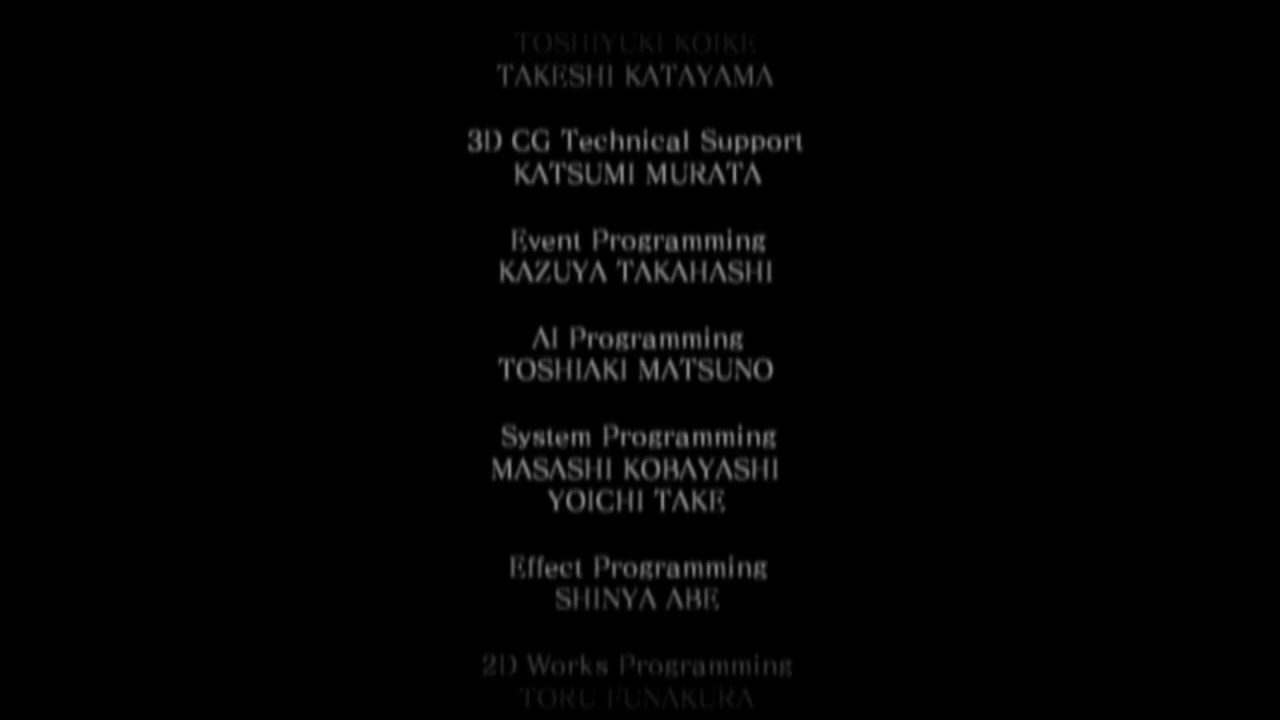 TOSHIYUKI KOIKE
TAKESHI KATAYAMA
3D CG Technical Support
KATSUMI MURATA
Event Programming
KAZUYA TAKAHASHI
AI Programming
TOSHIAKI MATSUNO
System Programming
MASASHI KOBAYASHI
YOICHI TAKE
Effect Programming
SHINYA ABE
2D Works Programming
TORU FUNAKURA